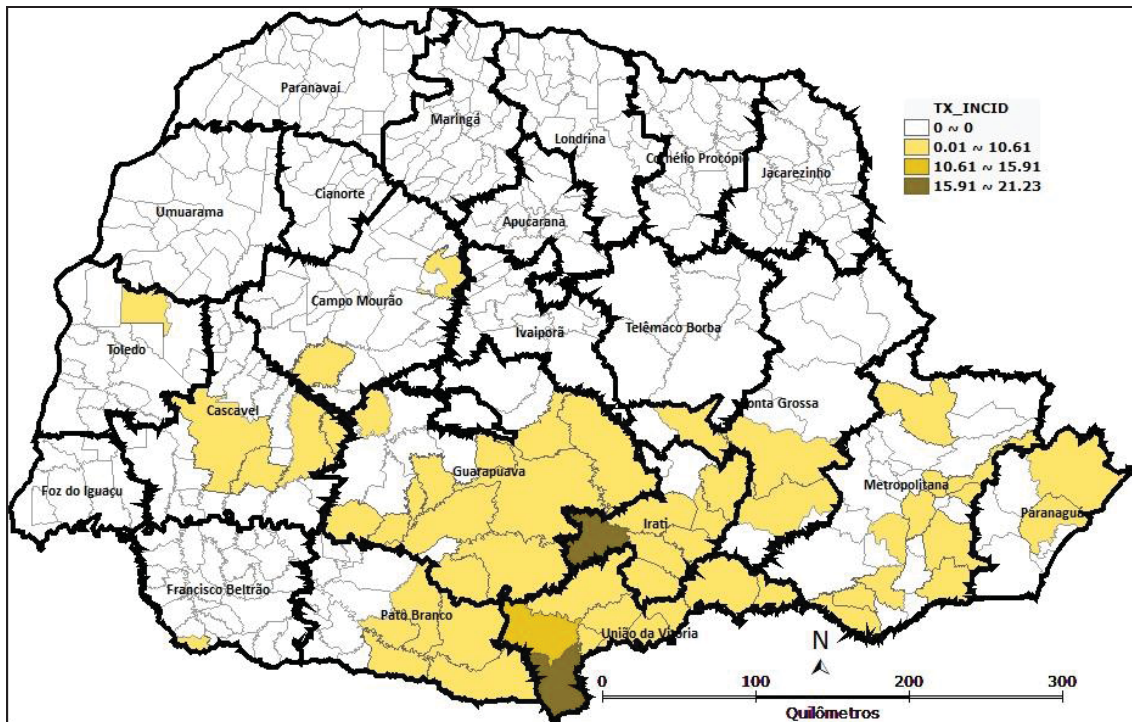 TX_INCID
0 ~ 0
0.01 ~ 10.61
10.61 ~ 15.91
15.91 ~ 21.23
Paranavaí
Maringá
Londrina
Cornélio Procópio
Jacarezinho
Umuarama
Cianorte
Apucarana
Campo Mourão
Ivaiporã
Telêmaco Borba
Toledo
Cascavel
Ponta Grossa
Foz do Iguaçu
Guarapuava
Metropolitana
Irati
Paranaguá
Francisco Beltrão
Pato Branco
União da Vitória
N
0 100 200 300
Quilômetros